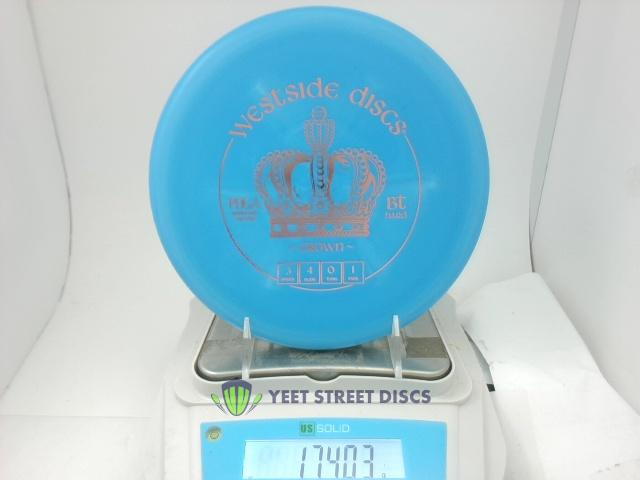 Westside Discs
PDGA
BT
Hard
~ Crown ~
3 4 0 1
YEET STREET DISCS
US SOLID
174.03